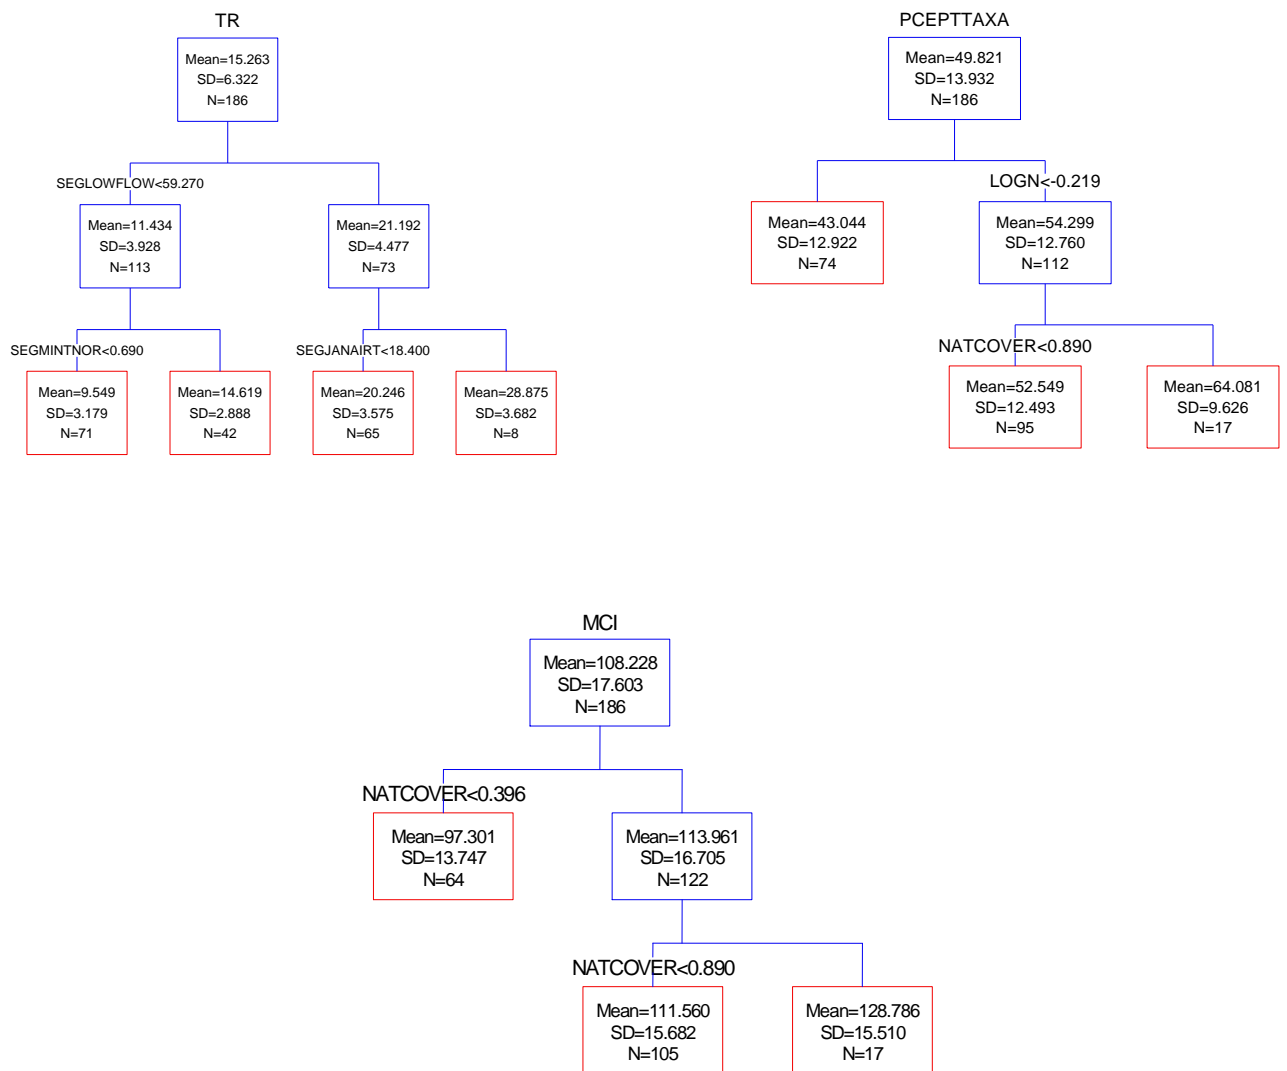 TR
Mean=15.263
SD=6.322
N=186
SEGLOWFLOW<59.270
Mean=11.434
SD=3.928
N=113
Mean=21.192
SD=4.477
N=73
SEGMINTNOR<0.690
Mean=9.549
SD=3.179
N=71
Mean=14.619
SD=2.888
N=42
SEGJANAIRT<18.400
Mean=20.246
SD=3.575
N=65
Mean=28.875
SD=3.682
N=8
PCEPTTAXA
Mean=49.821
SD=13.932
N=186
Mean=43.044
SD=12.922
N=74
LOGN<-0.219
Mean=54.299
SD=12.760
N=112
NATCOVER<0.890
Mean=52.549
SD=12.493
N=95
Mean=64.081
SD=9.626
N=17
MCI
Mean=108.228
SD=17.603
N=186
NATCOVER<0.396
Mean=97.301
SD=13.747
N=64
Mean=113.961
SD=16.705
N=122
NATCOVER<0.890
Mean=111.560
SD=15.682
N=105
Mean=128.786
SD=15.510
N=17